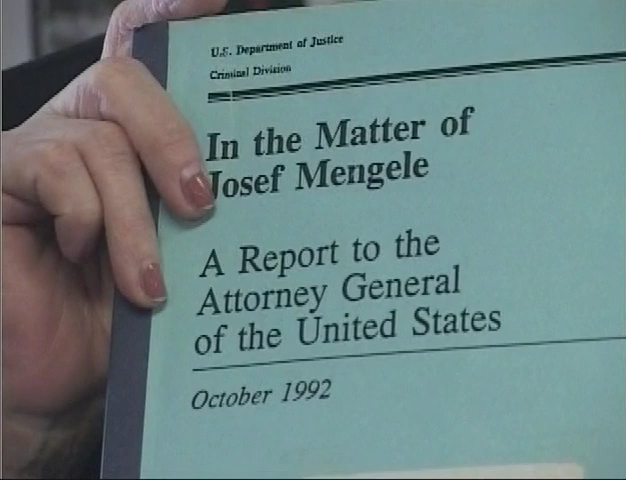 U.S. Department of Justice
Criminal Division
In the Matter of
Josef Mengele
A Report to the
Attorney General
of the United States
October 1992